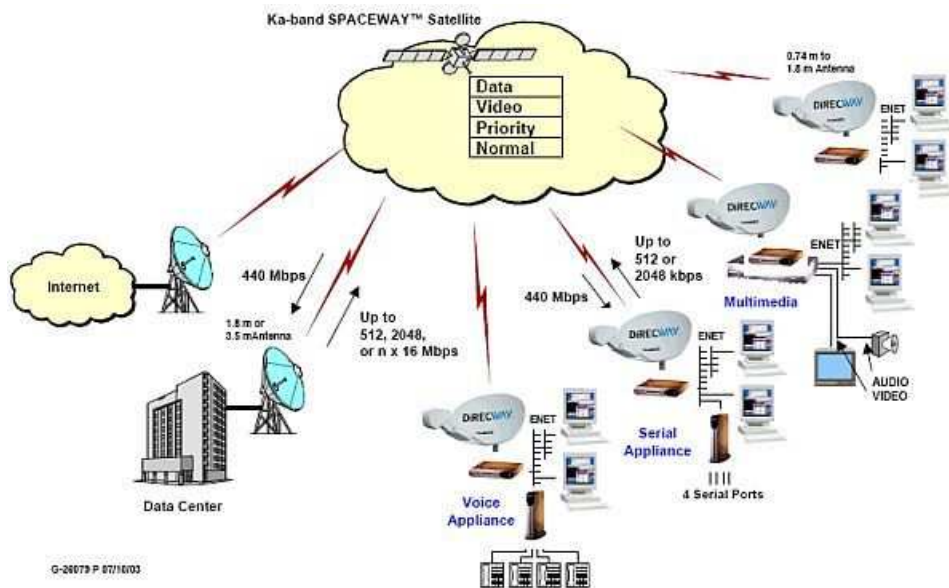 Ka-band SPACEWAY™ Satellite
Data
Video
Priority
Normal
0.74 m to
1.8 m Antenna
DIRECWAY
ENET
DIRECWAY
ENET
Multimedia
AUDIO
VIDEO
Internet
440 Mbps
1.8 m or
3.5 mAntenna
Up to
512, 2048,
or n x 16 Mbps
Data Center
440 Mbps
Up to
512 or
2048 kbps
DIRECWAY
ENET
Serial
Appliance
4 Serial Ports
DIRECWAY
ENET
Voice
Appliance
G-26079 P 07/10/03